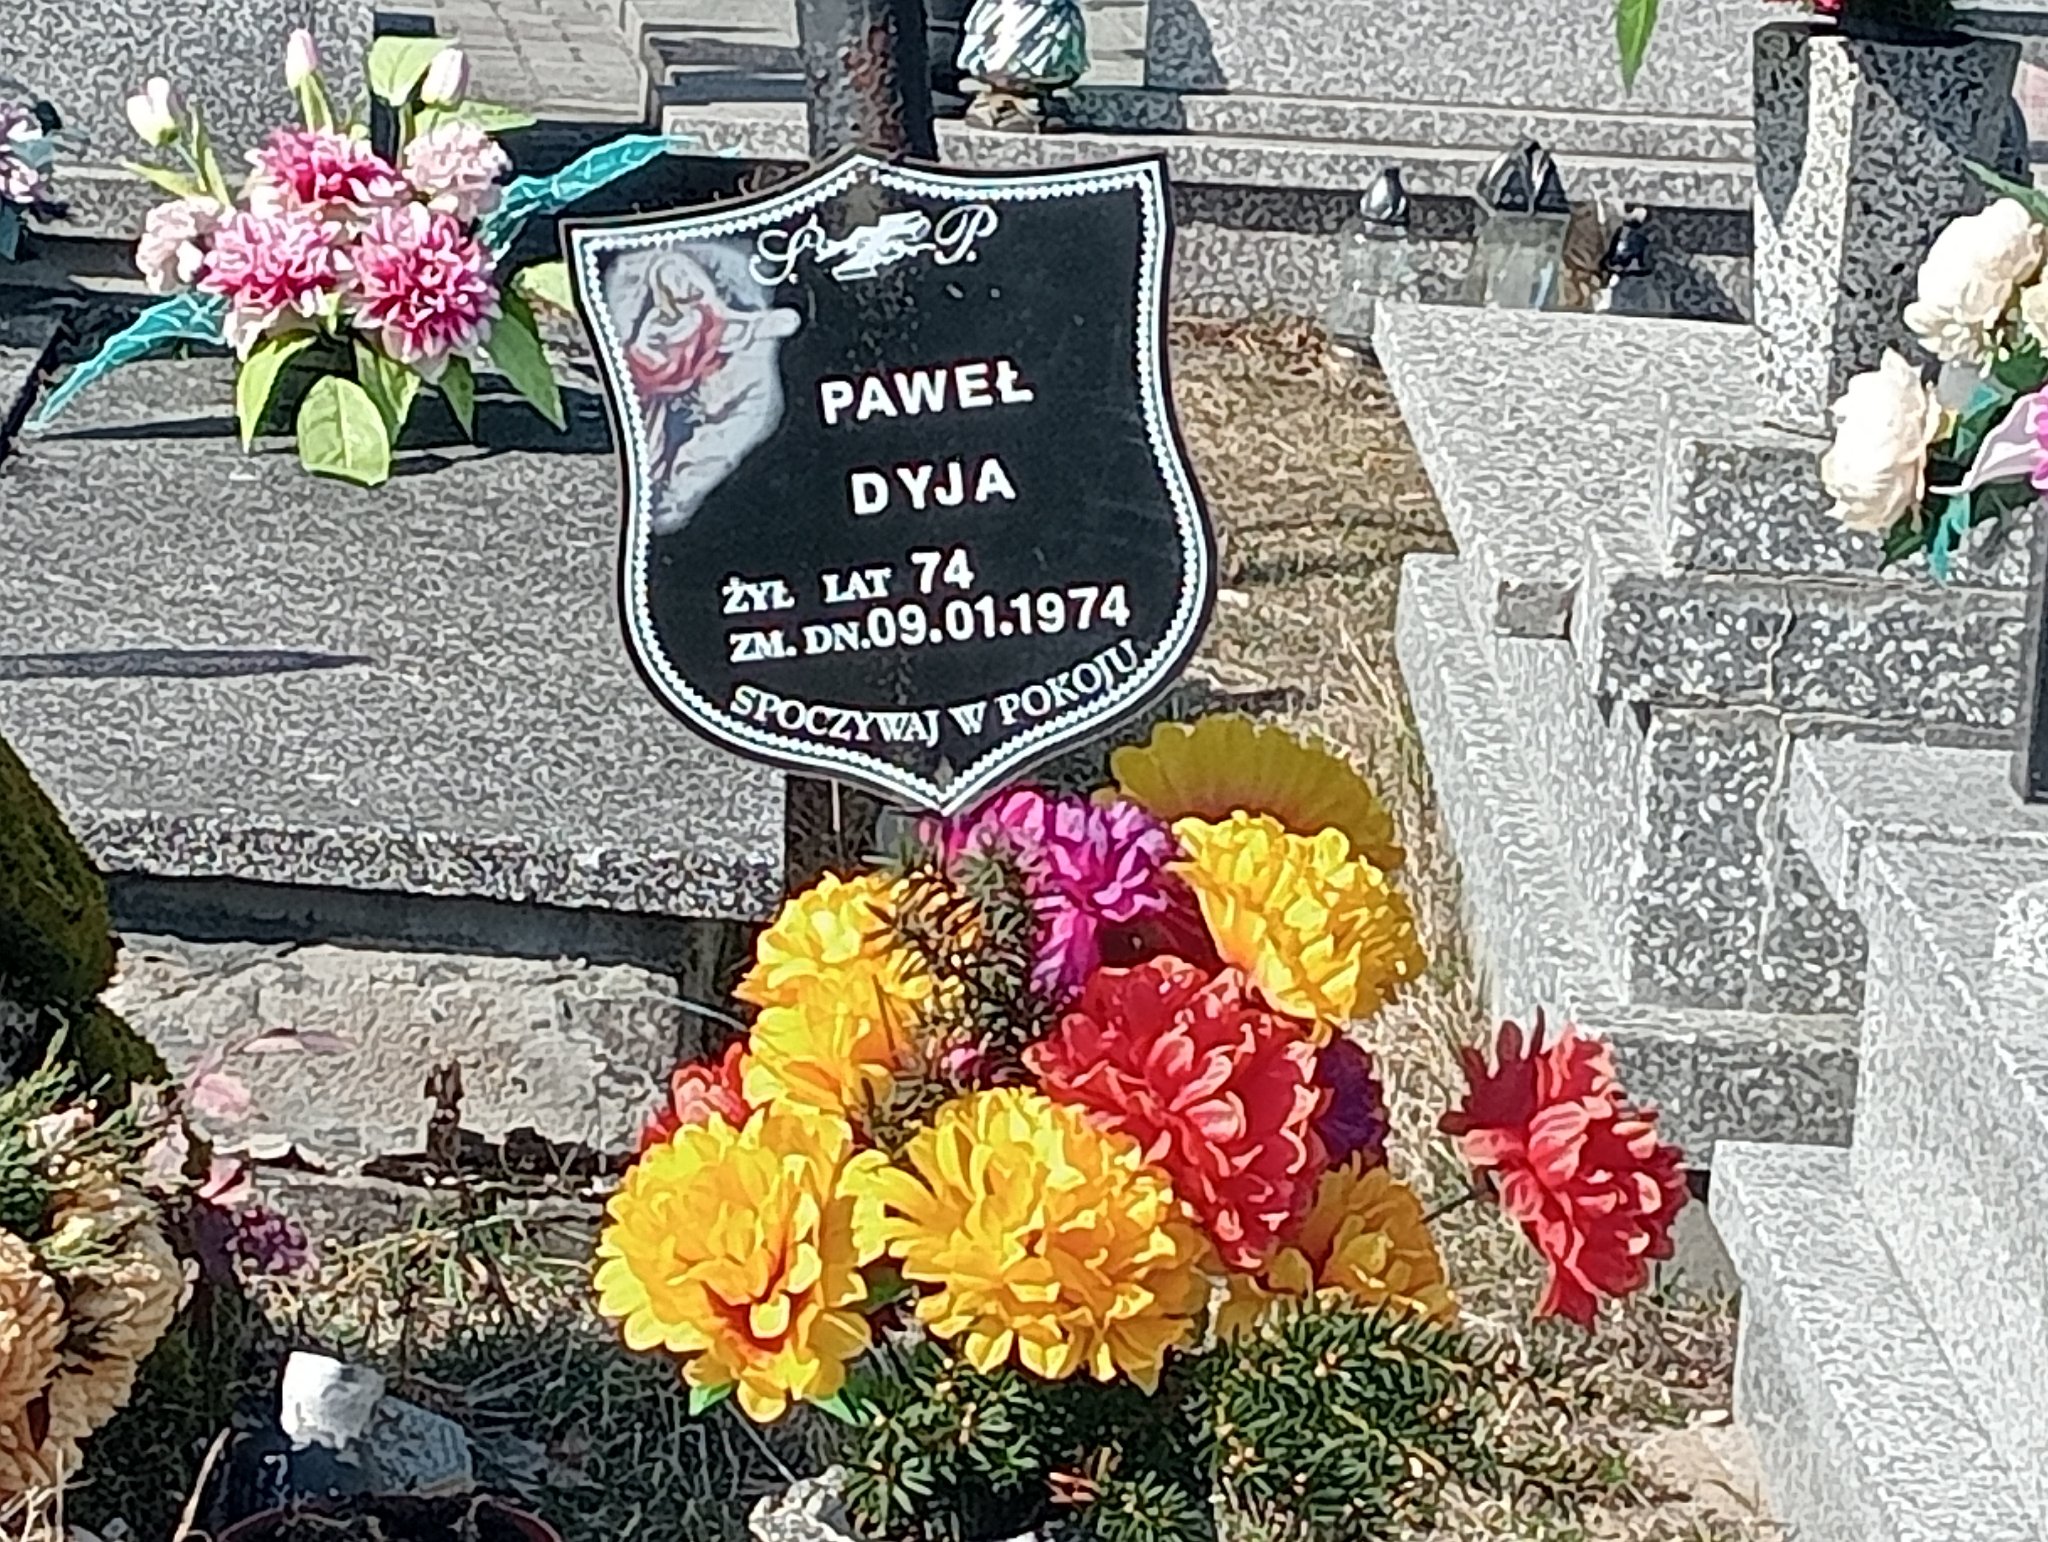 Ś. P.
PAWEŁ
DYJA
ŻYŁ LAT 74
ZM. DN. 09.01.1974
SPOCZYWAJ W POKOJU